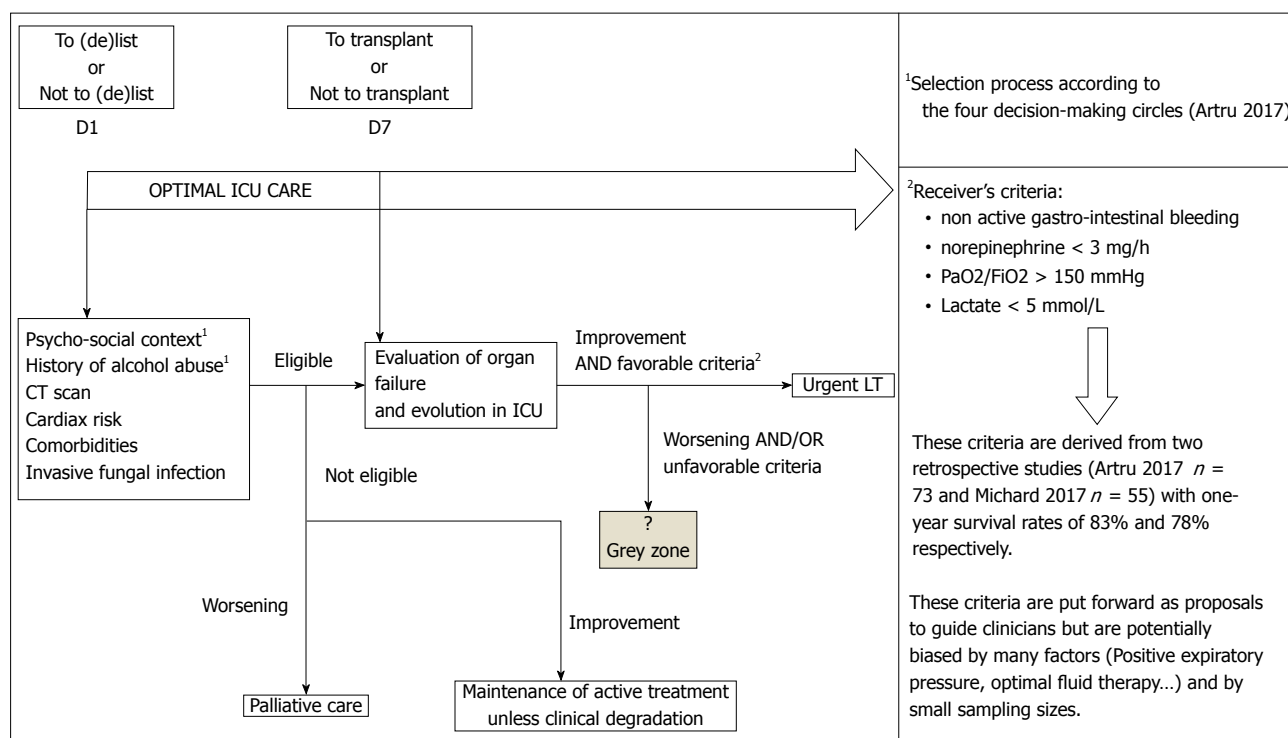 To (de)list
or
Not to (de)list
D1
To transplant
or
Not to transplant
D7
OPTIMAL ICU CARE
Psycho-social context¹
History of alcohol abuse¹
CT scan
Cardiax risk
Comorbidities
Invasive fungal infection
Eligible
Not eligible
Worsening
Palliative care
Improvement
Maintenance of active treatment
unless clinical degradation
Evaluation of organ
failure
and evolution in ICU
Improvement
AND favorable criteria²
Urgent LT
Worsening AND/OR
unfavorable criteria
?
Grey zone
¹Selection process according to
the four decision-making circles (Artru 2017)
²Receiver's criteria:
• non active gastro-intestinal bleeding
• norepinephrine < 3 mg/h
• PaO2/FiO2 > 150 mmHg
• Lactate < 5 mmol/L
These criteria are derived from two
retrospective studies (Artru 2017 n =
73 and Michard 2017 n = 55) with one-
year survival rates of 83% and 78%
respectively.
These criteria are put forward as proposals
to guide clinicians but are potentially
biased by many factors (Positive expiratory
pressure, optimal fluid therapy...) and by
small sampling sizes.